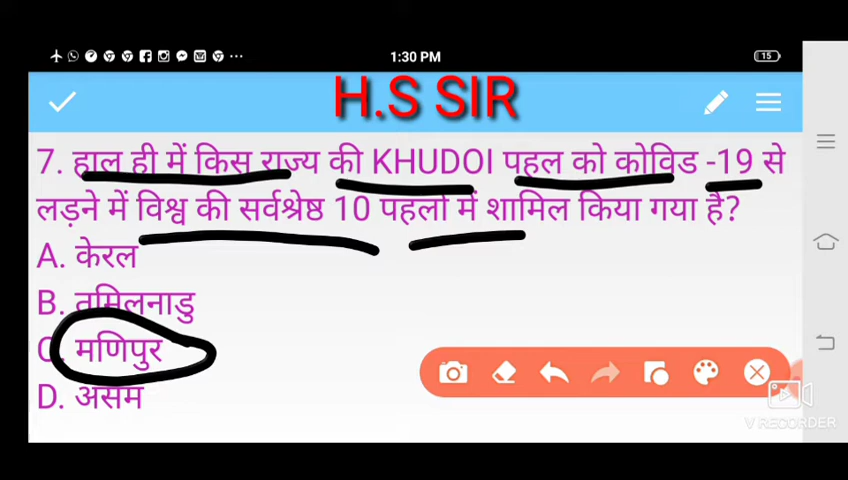 1:30 PM
15
H.S SIR
7. हाल ही में किस राज्य की KHUDOI पहल को कोविड -19 से
लड़ने में विश्व की सर्वश्रेष्ठ 10 पहलों में शामिल किया गया है?
A. केरल
B. तमिलनाडु
C. मणिपुर
D. असम
V RECORDER